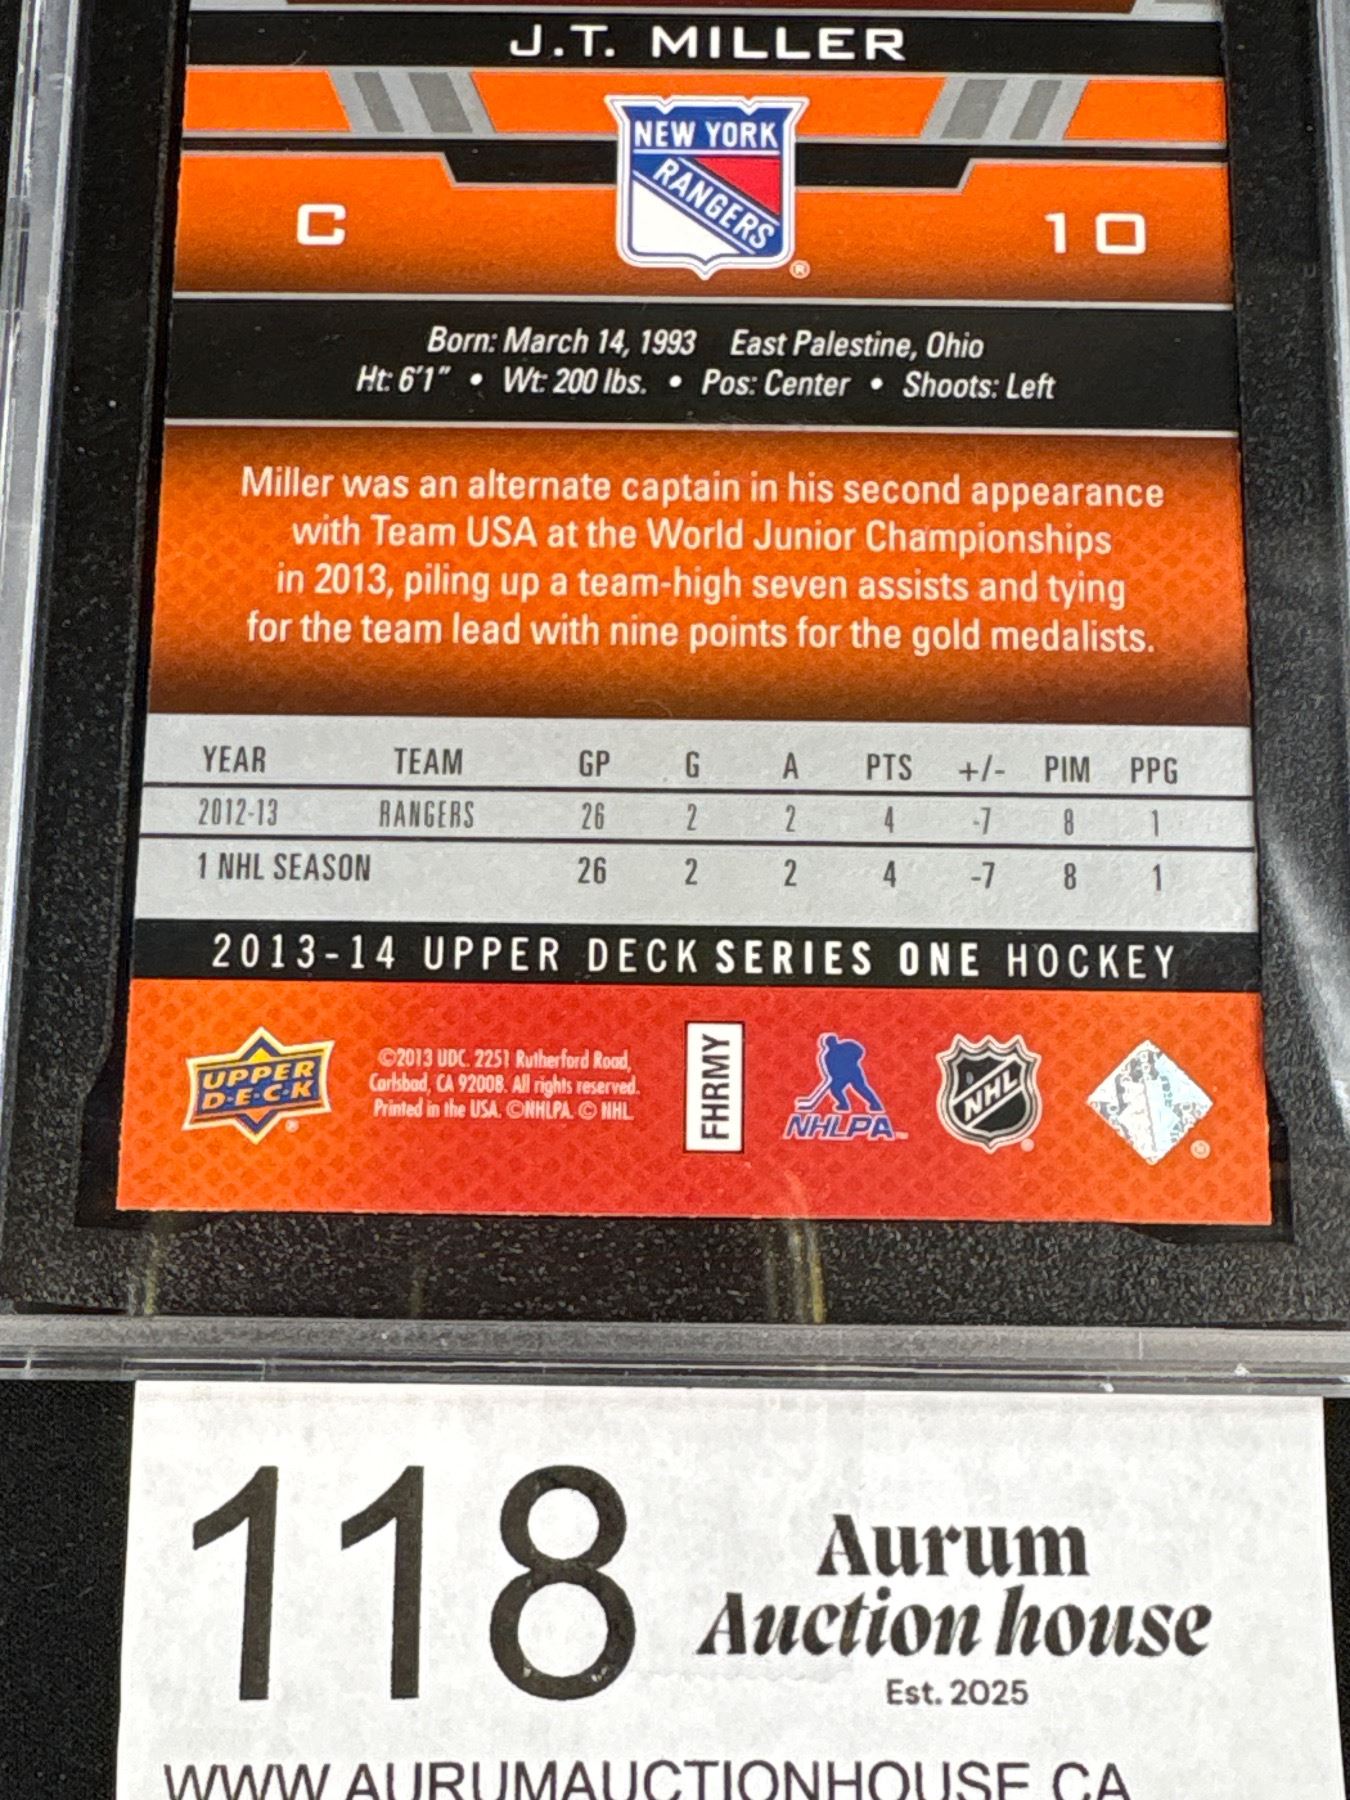 J.T. MILLER
NEW YORK
RANGERS
C
10
Born: March 14, 1993 East Palestine, Ohio
Ht: 6'1" • Wt: 200 lbs. • Pos: Center • Shoots: Left
Miller was an alternate captain in his second appearance
with Team USA at the World Junior Championships
in 2013, piling up a team-high seven assists and tying
for the team lead with nine points for the gold medalists.
YEAR TEAM GP G A PTS +/- PIM PPG
2012-13 RANGERS 26 2 2 4 -7 8 1
1 NHL SEASON 26 2 2 4 -7 8 1
2013-14 UPPER DECK SERIES ONE HOCKEY
UPPER
D·E·C·K
©2013 UDC. 2251 Rutherford Road,
Carlsbad, CA 92008. All rights reserved.
Printed in the USA. ©NHLPA. © NHL.
FHRMY
NHLPA
NHL
118
Aurum
Auction house
Est. 2025
WWW.AURUMAUCTIONHOUSE.CA